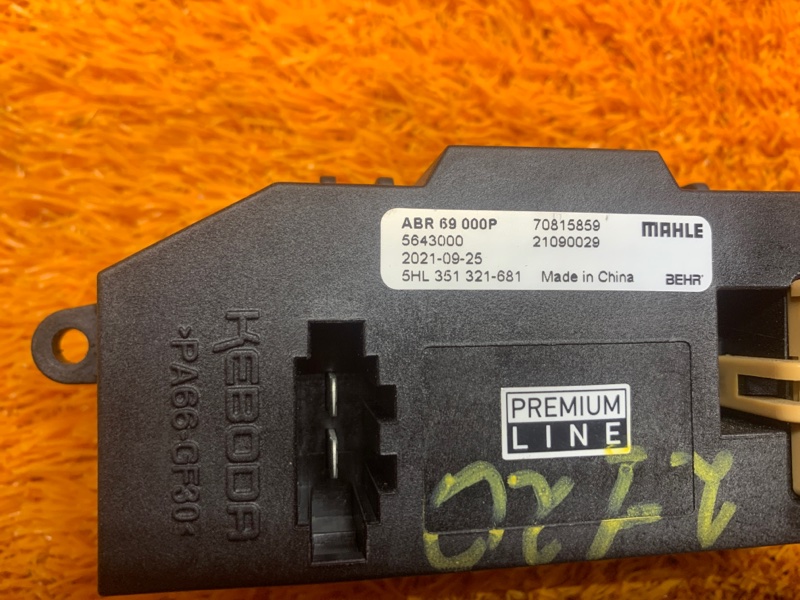 ABR 69 000P 70815859 MAHLE
5643000 21090029
2021-09-25
5HL 351 321-681 Made in China BEHR
KEBODA
>PA66-GF30<
PREMIUM
LINE